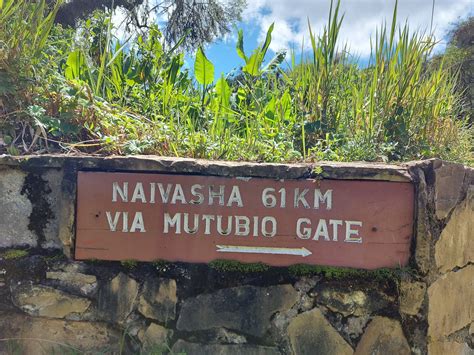 NAIVASHA 61 KM
VIA MUTUBIO GATE